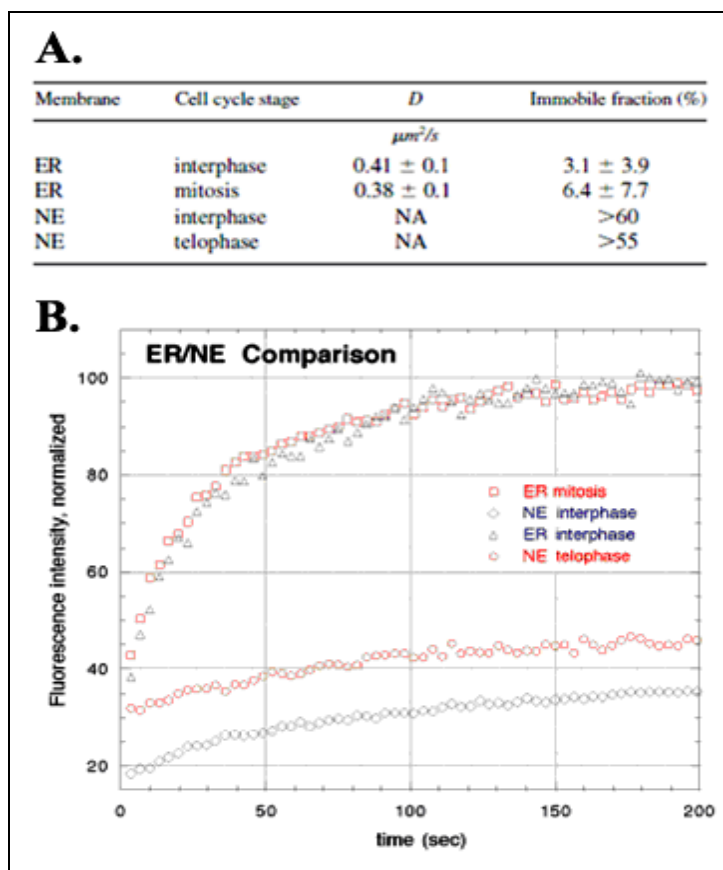 A.
Membrane Cell cycle stage D Immobile fraction (%)
μm²/s
ER interphase 0.41 ± 0.1 3.1 ± 3.9
ER mitosis 0.38 ± 0.1 6.4 ± 7.7
NE interphase NA >60
NE telophase NA >55
B.
ER/NE Comparison
100
80
60
40
20
Fluorescence intensity, normalized
ER mitosis
NE interphase
ER interphase
NE telophase
0 50 100 150 200
time (sec)